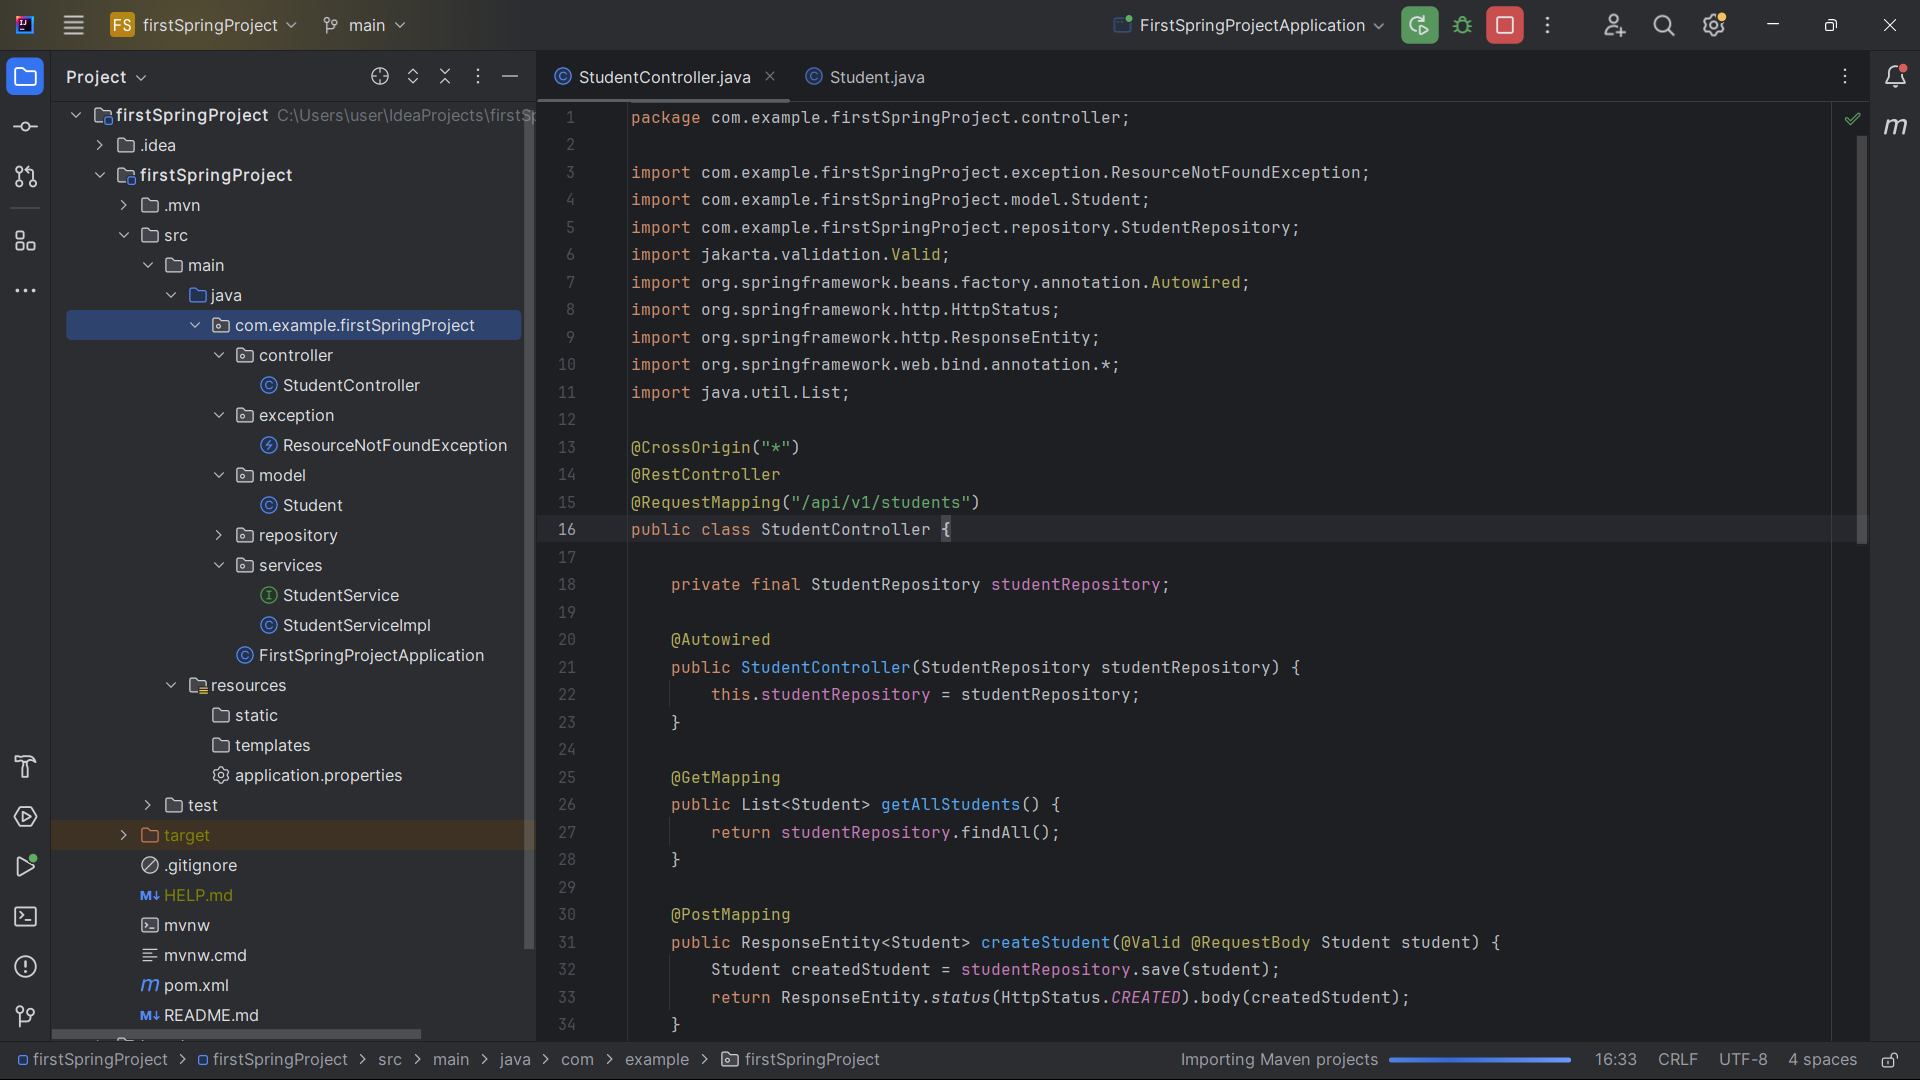 FS firstSpringProject main FirstSpringProjectApplication
Project
firstSpringProject C:\Users\user\IdeaProjects\firstSp
.idea
firstSpringProject
.mvn
src
main
java
com.example.firstSpringProject
controller
StudentController
exception
ResourceNotFoundException
model
Student
repository
services
StudentService
StudentServiceImpl
FirstSpringProjectApplication
resources
static
templates
application.properties
test
target
.gitignore
HELP.md
mvnw
mvnw.cmd
pom.xml
README.md
StudentController.java Student.java
1 package com.example.firstSpringProject.controller;
2
3 import com.example.firstSpringProject.exception.ResourceNotFoundException;
4 import com.example.firstSpringProject.model.Student;
5 import com.example.firstSpringProject.repository.StudentRepository;
6 import jakarta.validation.Valid;
7 import org.springframework.beans.factory.annotation.Autowired;
8 import org.springframework.http.HttpStatus;
9 import org.springframework.http.ResponseEntity;
10 import org.springframework.web.bind.annotation.*;
11 import java.util.List;
12
13 @CrossOrigin("*")
14 @RestController
15 @RequestMapping("/api/v1/students")
16 public class StudentController {
17
18 private final StudentRepository studentRepository;
19
20 @Autowired
21 public StudentController(StudentRepository studentRepository) {
22 this.studentRepository = studentRepository;
23 }
24
25 @GetMapping
26 public List<Student> getAllStudents() {
27 return studentRepository.findAll();
28 }
29
30 @PostMapping
31 public ResponseEntity<Student> createStudent(@Valid @RequestBody Student student) {
32 Student createdStudent = studentRepository.save(student);
33 return ResponseEntity.status(HttpStatus.CREATED).body(createdStudent);
34 }
firstSpringProject > firstSpringProject > src > main > java > com > example > firstSpringProject Importing Maven projects 16:33 CRLF UTF-8 4 spaces